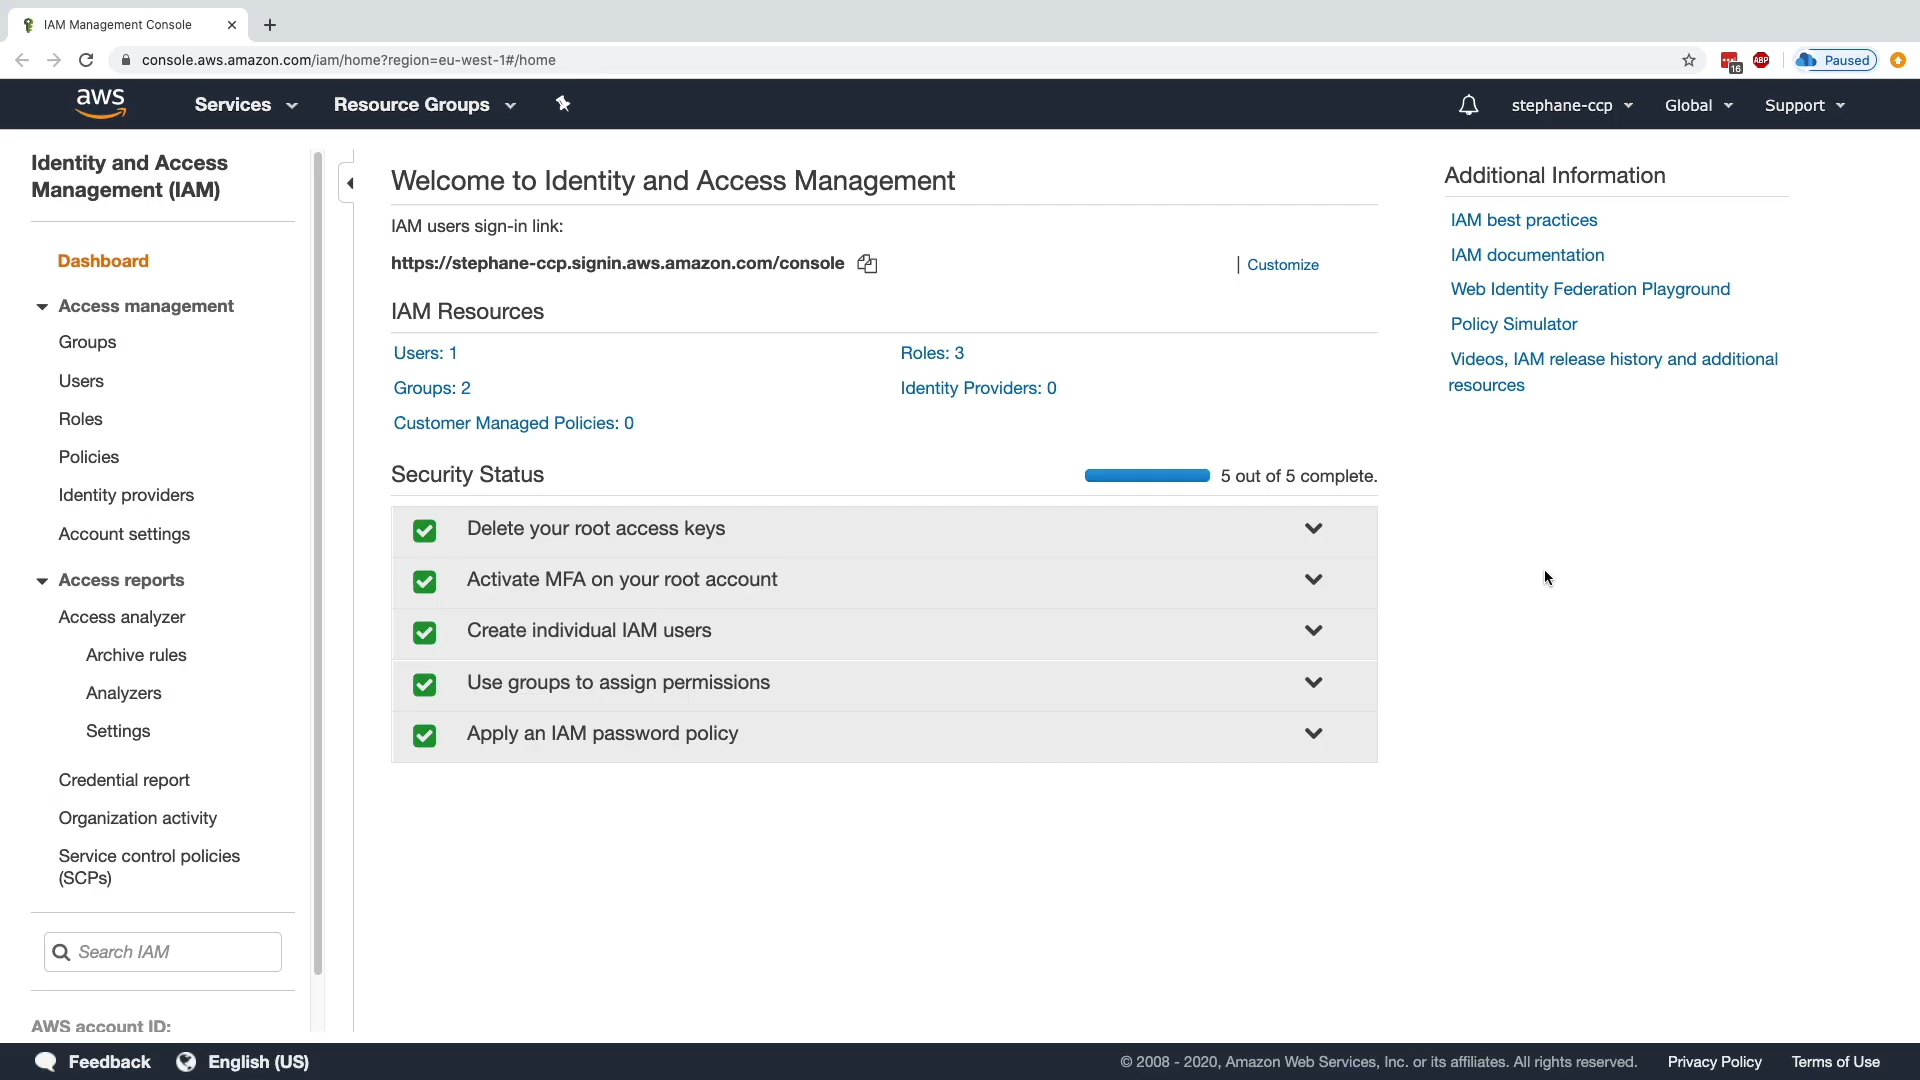 IAM Management Console
console.aws.amazon.com/iam/home?region=eu-west-1#/home
16
ABP
Paused
aws
Services
Resource Groups
stephane-ccp
Global
Support
Identity and Access
Management (IAM)
Dashboard
Access management
Groups
Users
Roles
Policies
Identity providers
Account settings
Access reports
Access analyzer
Archive rules
Analyzers
Settings
Credential report
Organization activity
Service control policies
(SCPs)
Search IAM
AWS account ID:
Welcome to Identity and Access Management
IAM users sign-in link:
https://stephane-ccp.signin.aws.amazon.com/console
| Customize
IAM Resources
Users: 1
Roles: 3
Groups: 2
Identity Providers: 0
Customer Managed Policies: 0
Security Status
5 out of 5 complete.
Delete your root access keys
Activate MFA on your root account
Create individual IAM users
Use groups to assign permissions
Apply an IAM password policy
Additional Information
IAM best practices
IAM documentation
Web Identity Federation Playground
Policy Simulator
Videos, IAM release history and additional
resources
Feedback
English (US)
© 2008 - 2020, Amazon Web Services, Inc. or its affiliates. All rights reserved.
Privacy Policy
Terms of Use